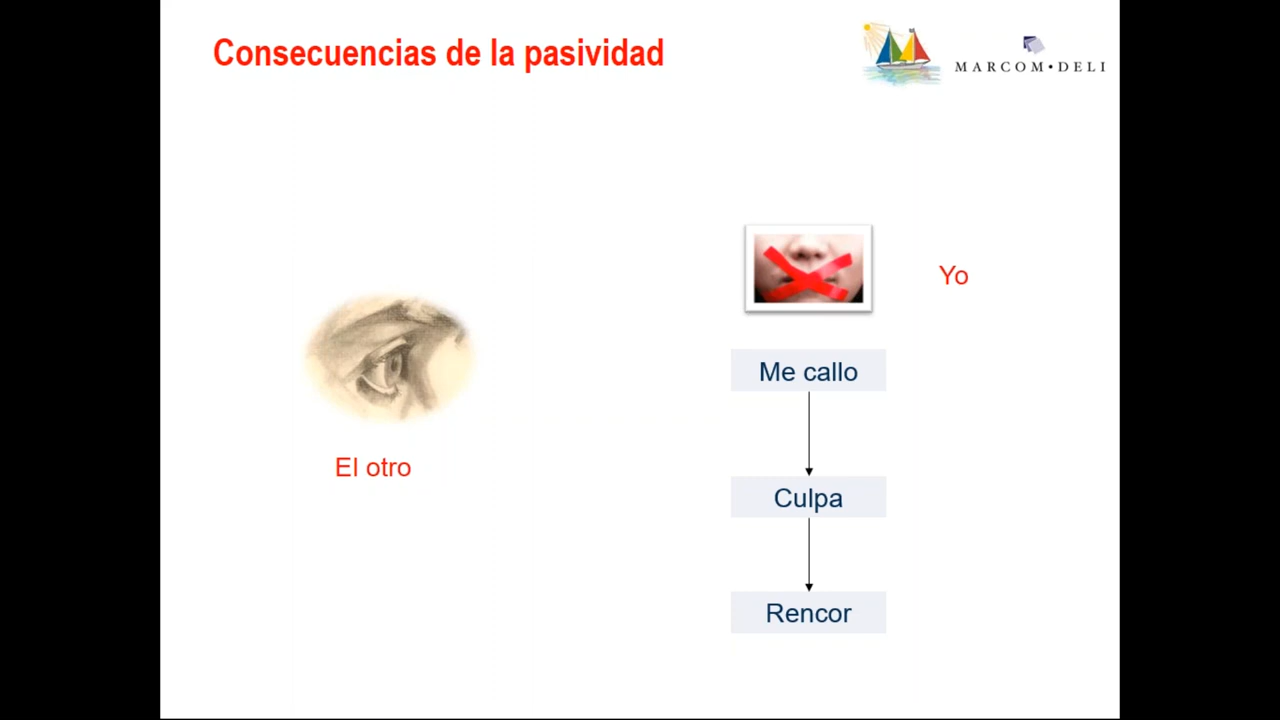 Consecuencias de la pasividad
MARCOM•DELI
Yo
Me callo
El otro
Culpa
Rencor